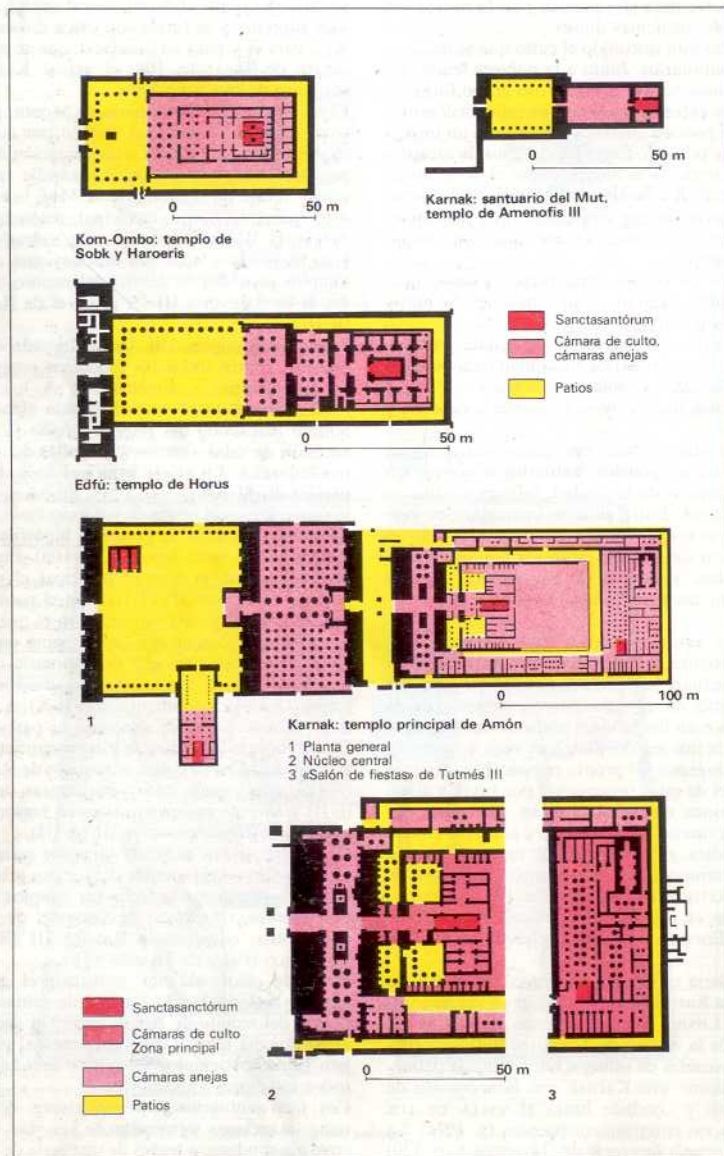 0 50 m
Kom-Ombo: templo de
Sobk y Haroeris
0 50 m
Karnak: santuario del Mut,
templo de Amenofis III
Sanctasantórum
Cámara de culto,
cámaras anejas
Patios
0 50 m
Edfú: templo de Horus
1
0 100 m
Karnak: templo principal de Amón
1 Planta general
2 Núcleo central
3 «Salón de fiestas» de Tutmés III
Sanctasanctórum
Cámaras de culto
Zona principal
Cámaras anejas
Patios
2
0 50 m
3